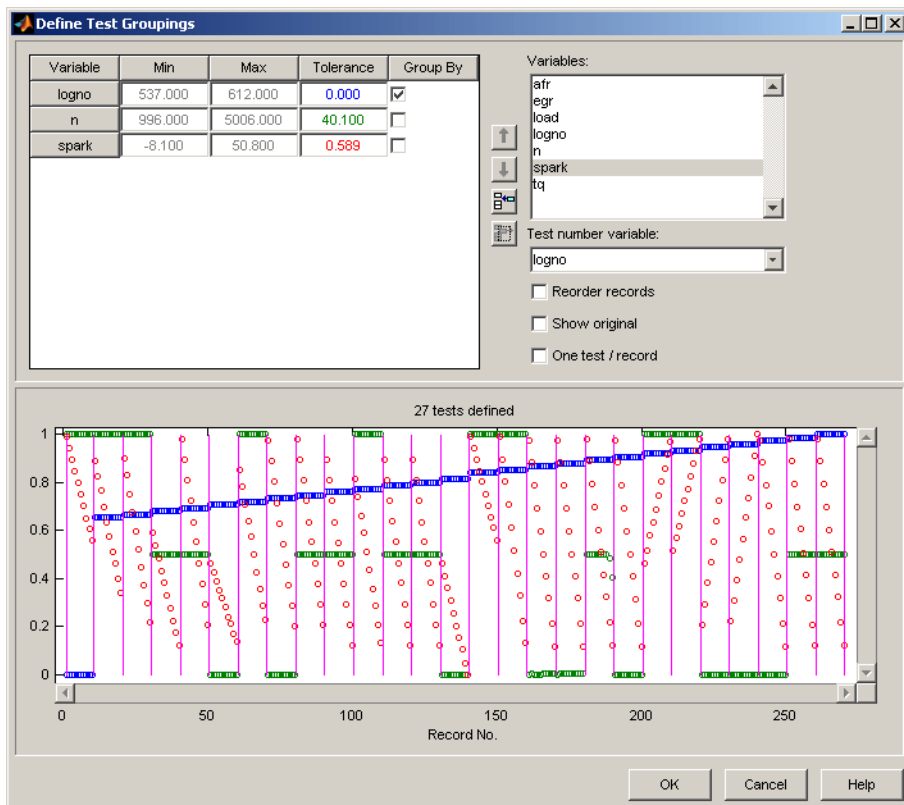 Define Test Groupings
Variable Min Max Tolerance Group By
logno 537.000 612.000 0.000
n 996.000 5006.000 40.100
spark -8.100 50.800 0.589
Variables:
afr
egr
load
logno
n
spark
tq
Test number variable:
logno
Reorder records
Show original
One test / record
27 tests defined
1
0.8
0.6
0.4
0.2
0
0 50 100 150 200 250
Record No.
OK Cancel Help